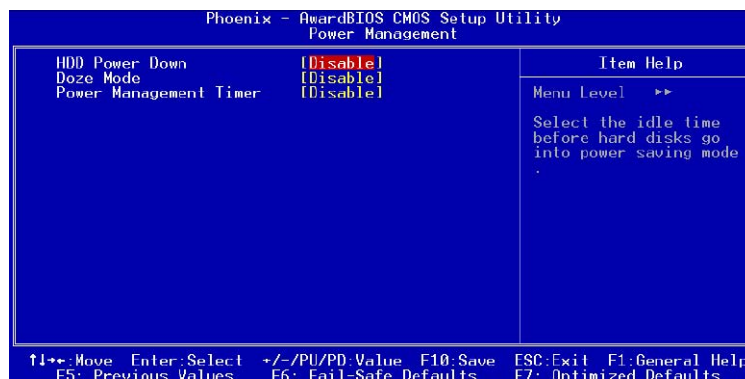 Phoenix - AwardBIOS CMOS Setup Utility
Power Management
HDD Power Down [Disable]
Doze Mode [Disable]
Power Management Timer [Disable]
Item Help
Menu Level ▸▸
Select the idle time
before hard disks go
into power saving mode
.
↑↓→←:Move Enter:Select +/-/PU/PD:Value F10:Save ESC:Exit F1:General Help
F5: Previous Values F6: Fail-Safe Defaults F7: Optimized Defaults